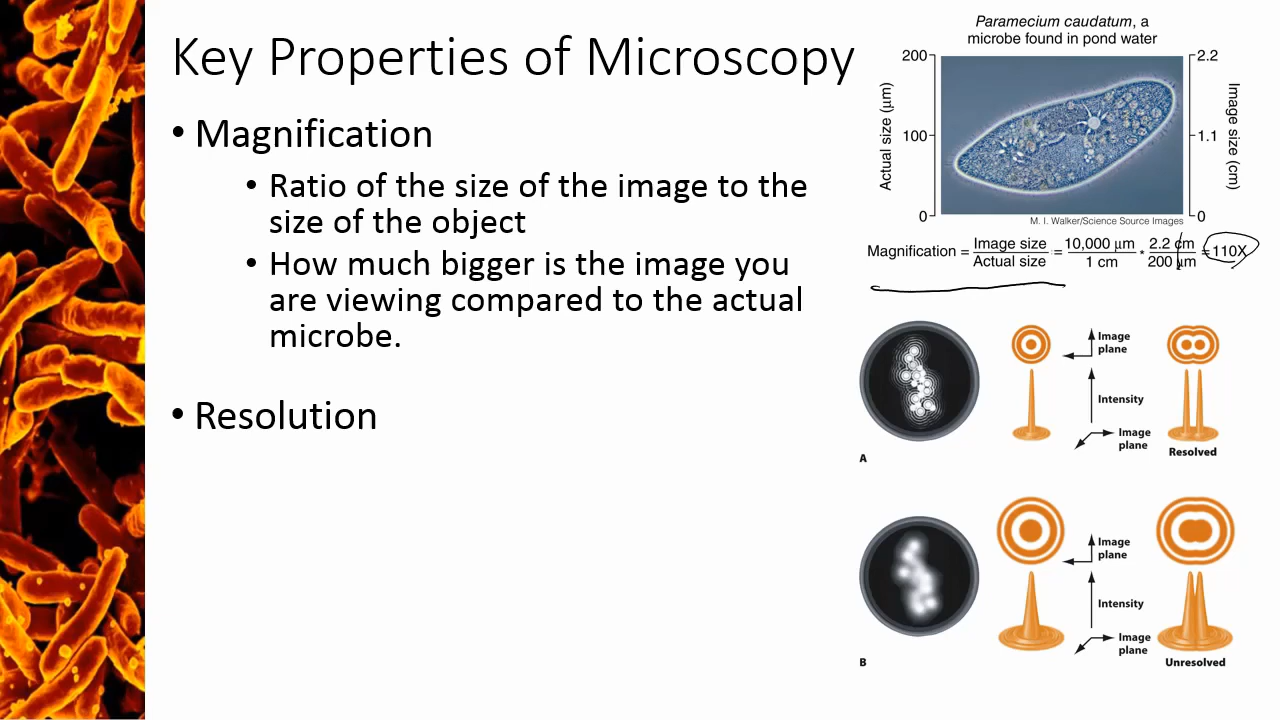 Key Properties of Microscopy
• Magnification
• Ratio of the size of the image to the
size of the object
• How much bigger is the image you
are viewing compared to the actual
microbe.
• Resolution
Paramecium caudatum, a
microbe found in pond water
200
100
0
Actual size (µm)
2.2
1.1
0
Image size (cm)
M. I. Walker/Science Source Images
Magnification = Image size / Actual size = 10,000 µm / 1 cm * 2.2 cm / 200 µm = 110X
Image
plane
Intensity
Image
plane
Resolved
A
Image
plane
Intensity
Image
plane
Unresolved
B